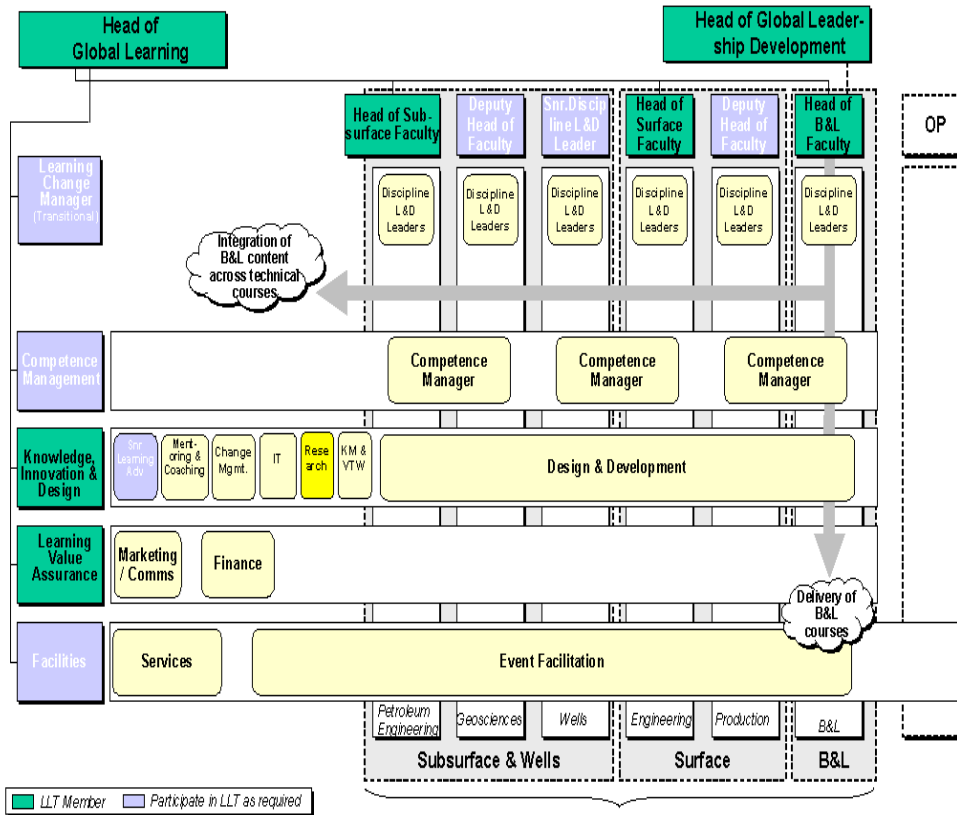 Head of
Global Learning
Head of Global Leader-
ship Development
Head of Sub-
surface Faculty
Deputy
Head of
Faculty
Snr.Discip
line L&D
Leader
Head of
Surface
Faculty
Deputy
Head of
Faculty
Head of
B&L
Faculty
OP
Learning
Change
Manager
(Transitional)
Discipline
L&D
Leaders
Discipline
L&D
Leaders
Discipline
L&D
Leaders
Discipline
L&D
Leaders
Discipline
L&D
Leaders
Discipline
L&D
Leaders
Integration of
B&L content
across technical
courses.
Competence
Management
Competence
Manager
Competence
Manager
Competence
Manager
Knowledge,
Innovation &
Design
Snr
Learning
Adv
Ment-
oring &
Coaching
Change
Mgmt.
IT
Rese
arch
KM &
VTW
Design & Development
Learning
Value
Assurance
Marketing
/ Comms
Finance
Delivery of
B&L
courses
Facilities
Services
Event Facilitation
Petroleum
Engineering
Geosciences
Wells
Engineering
Production
B&L
Subsurface & Wells
Surface
B&L
LLT Member
Participate in LLT as required